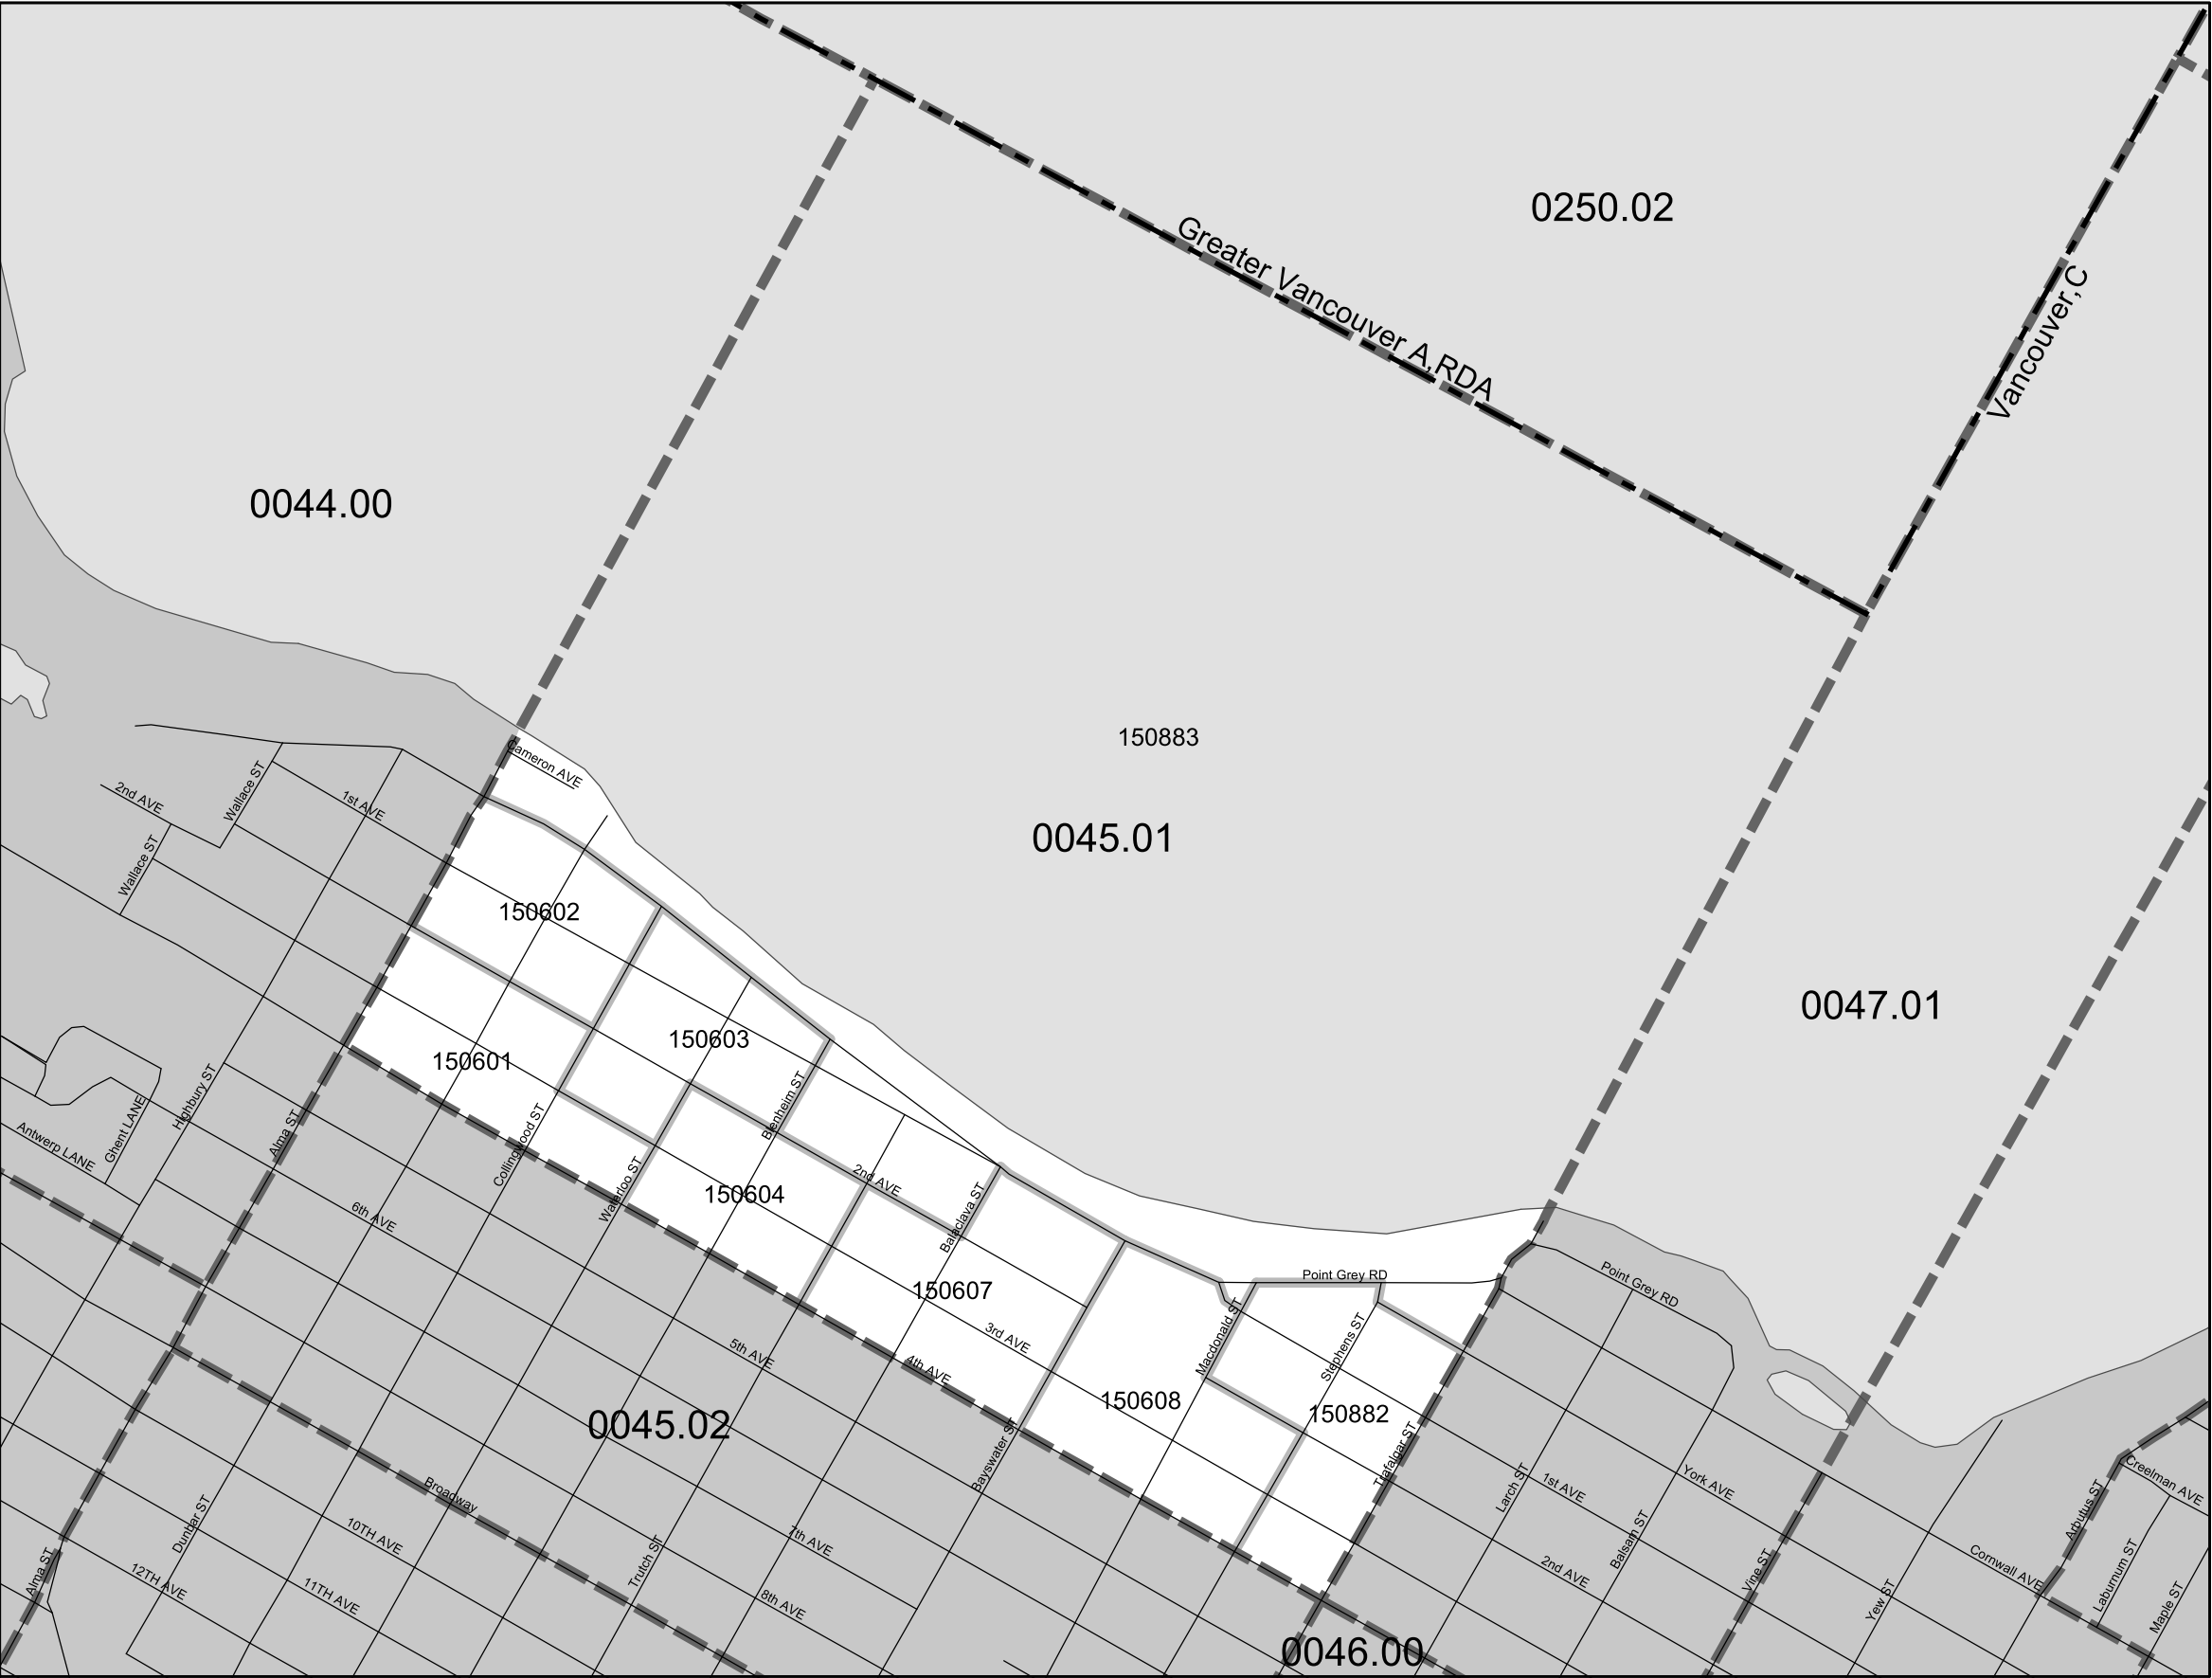 0250.02
Greater Vancouver A,RDA
Vancouver,C
0044.00
150883
0045.01
Cameron AVE
Wallace ST
2nd AVE
1st AVE
Wallace ST
150602
0047.01
150603
150601
Highbury ST
Ghent LANE
Antwerp LANE
Alma ST
Collingwood ST
Blenheim ST
Waterloo ST
150604
2nd AVE
Balaclava ST
6th AVE
150607
Point Grey RD
Point Grey RD
3rd AVE
Macdonald ST
Stephens ST
5th AVE
4th AVE
150608
150882
0045.02
Bayswater ST
Trafalgar ST
Larch ST
1st AVE
York AVE
Creelman AVE
Arbutus ST
Broadway
Dunbar ST
10TH AVE
7th AVE
Trutch ST
2nd AVE
Balsam ST
Vine ST
Cornwall AVE
Yew ST
Laburnum ST
Maple ST
Alma ST
12TH AVE
11TH AVE
8th AVE
0046.00